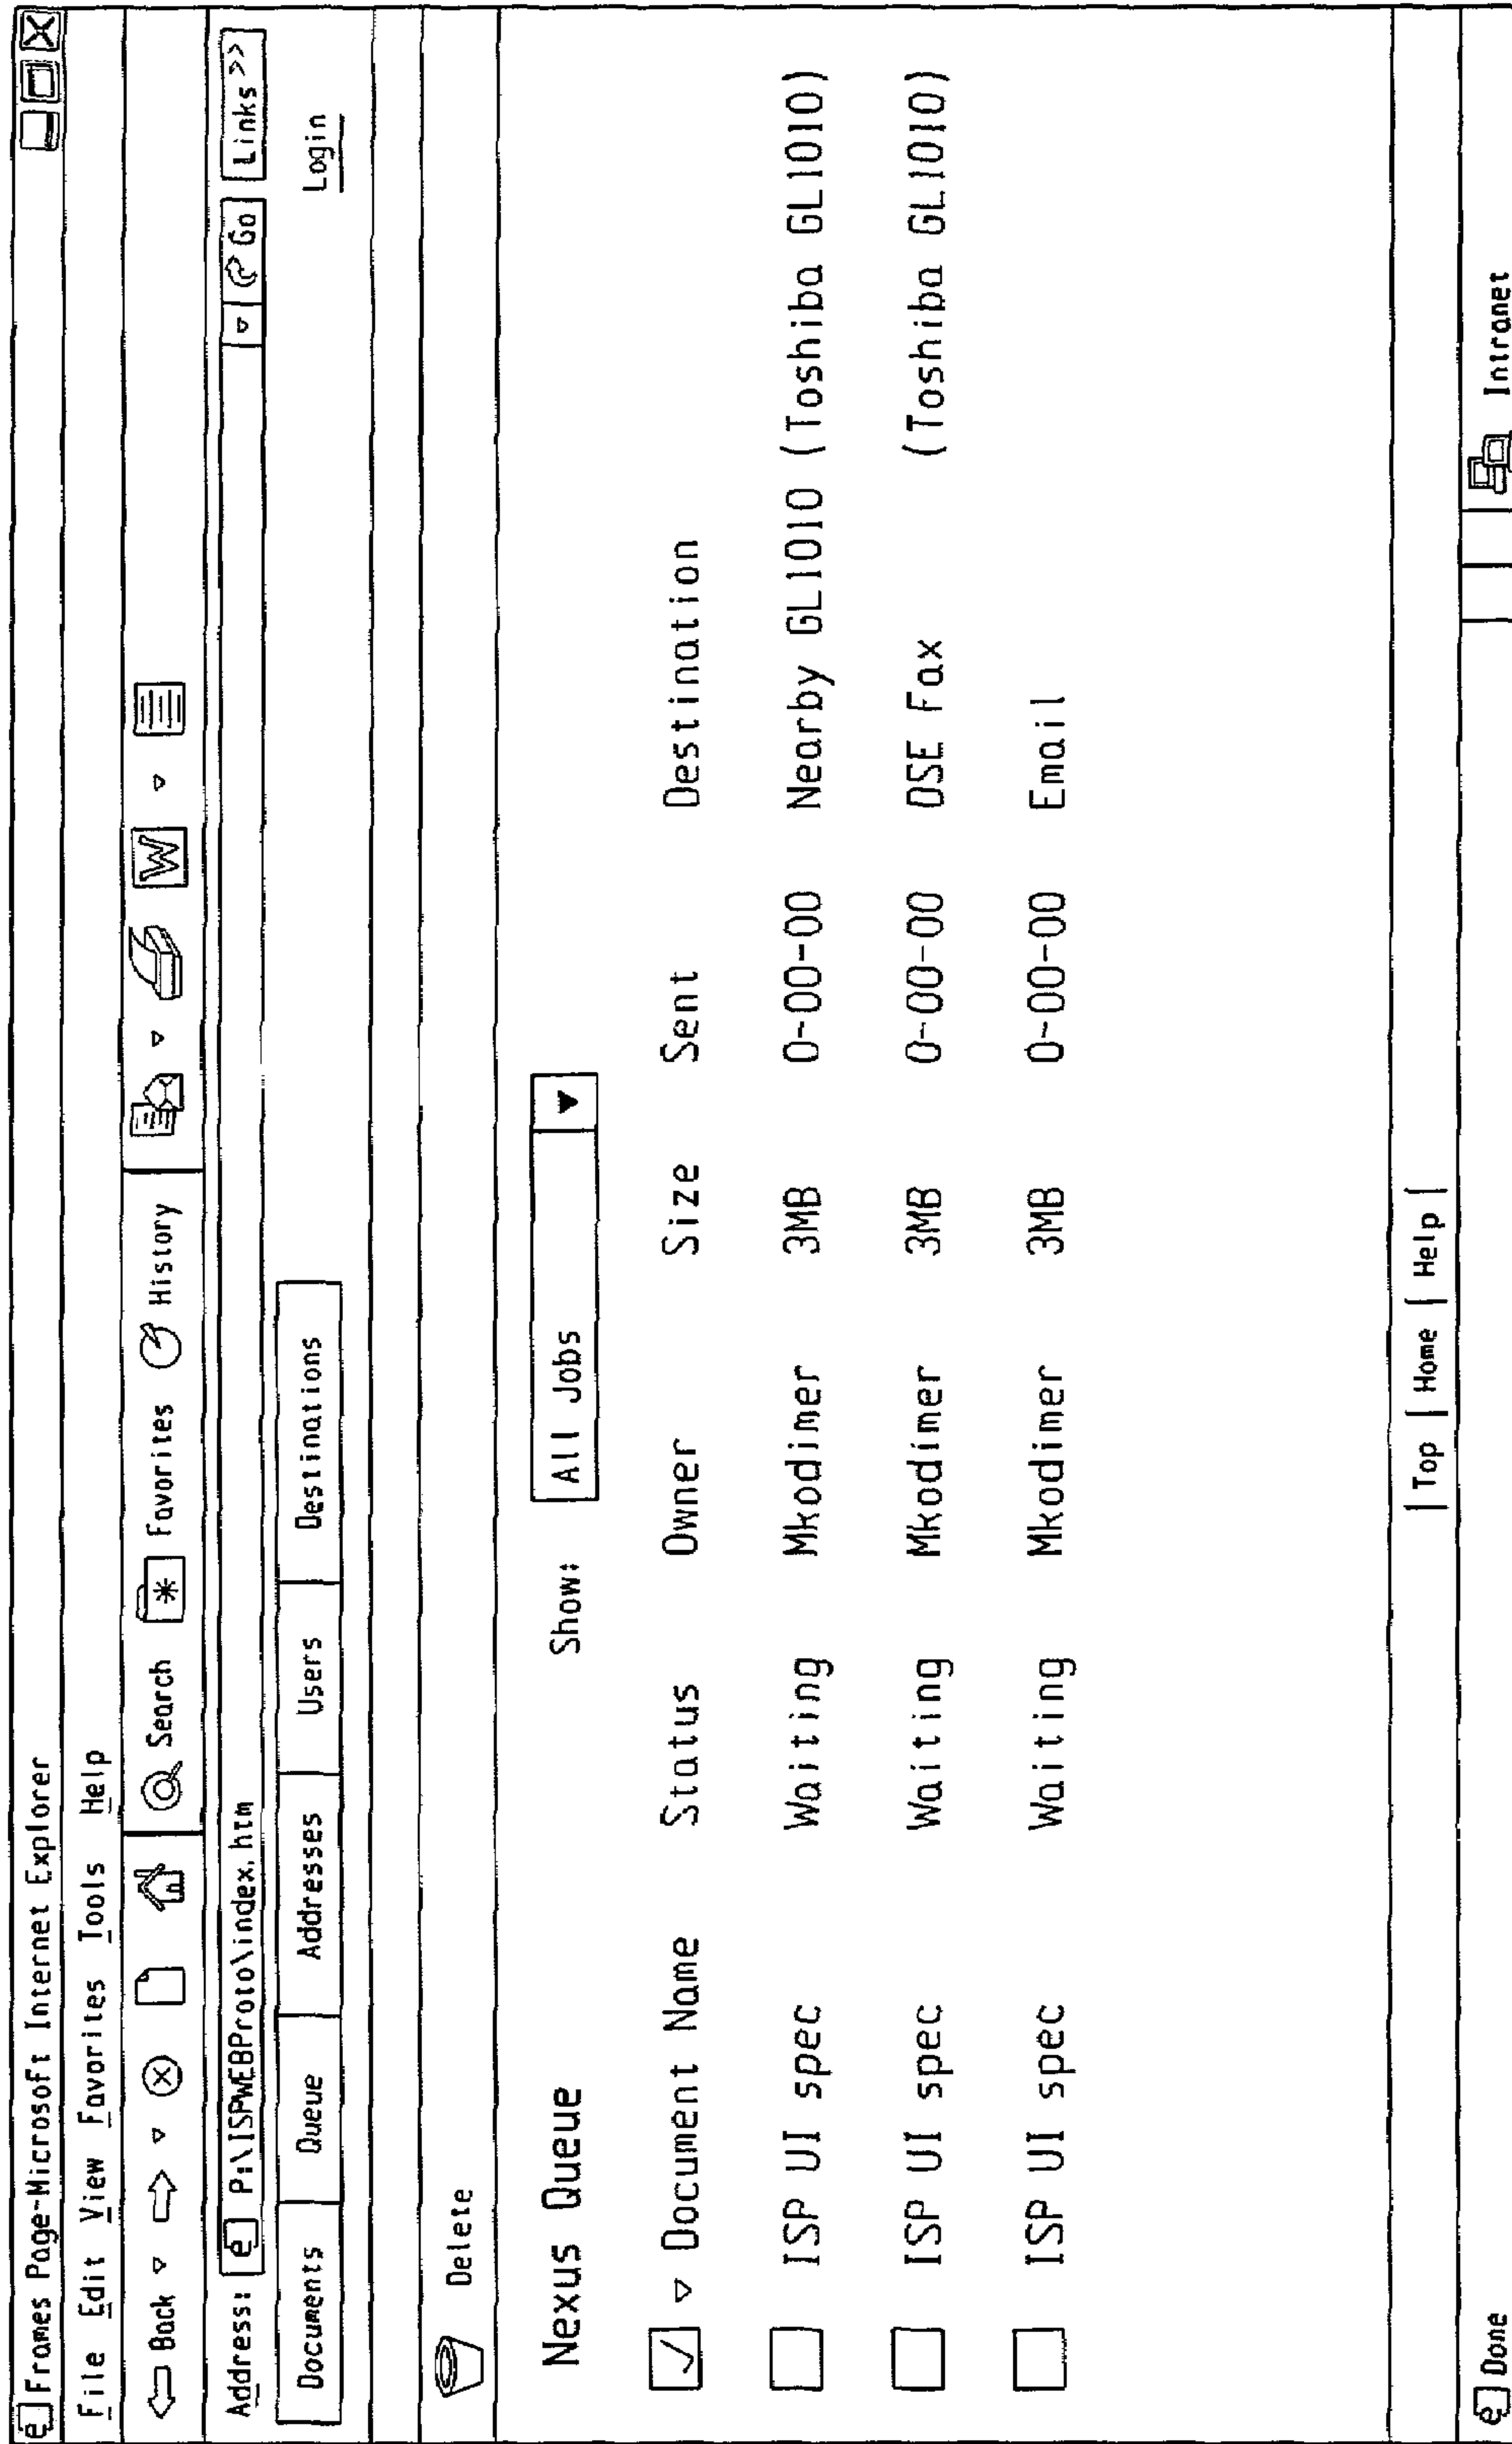 Frames Page-Microsoft Internet Explorer
File Edit View Favorites Tools Help
Back Search Favorites History W
Address: P:\ISPWEBProto\index.htm Go Links >>
Documents Queue Addresses Users Destinations Login
Delete
Nexus Queue Show: All Jobs
Document Name Status Owner Size Sent Destination
ISP UI spec Waiting Mkodimer 3MB 0-00-00 Nearby GL1010 (Toshiba GL1010)
ISP UI spec Waiting Mkodimer 3MB 0-00-00 DSE Fax (Toshiba GL1010)
ISP UI spec Waiting Mkodimer 3MB 0-00-00 Email
| Top | Home | Help |
Done Intranet